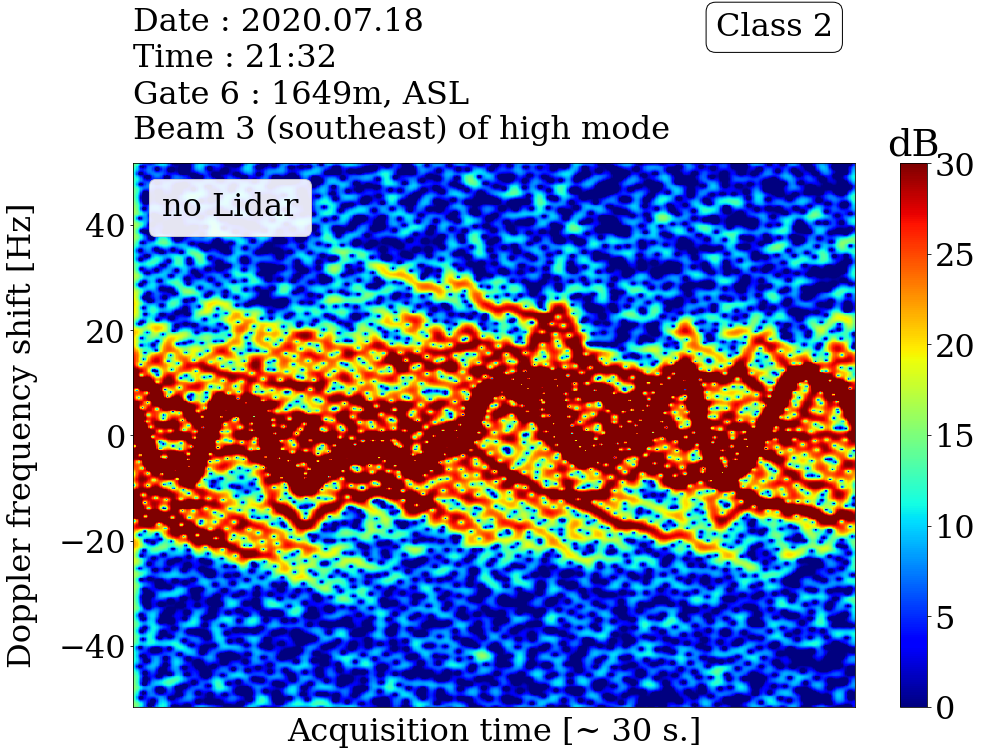 Date : 2020.07.18
Time : 21:32
Gate 6 : 1649m, ASL
Beam 3 (southeast) of high mode
Class 2
dB
no Lidar
Doppler frequency shift [Hz]
40
20
0
−20
−40
30
25
20
15
10
5
0
Acquisition time [~ 30 s.]